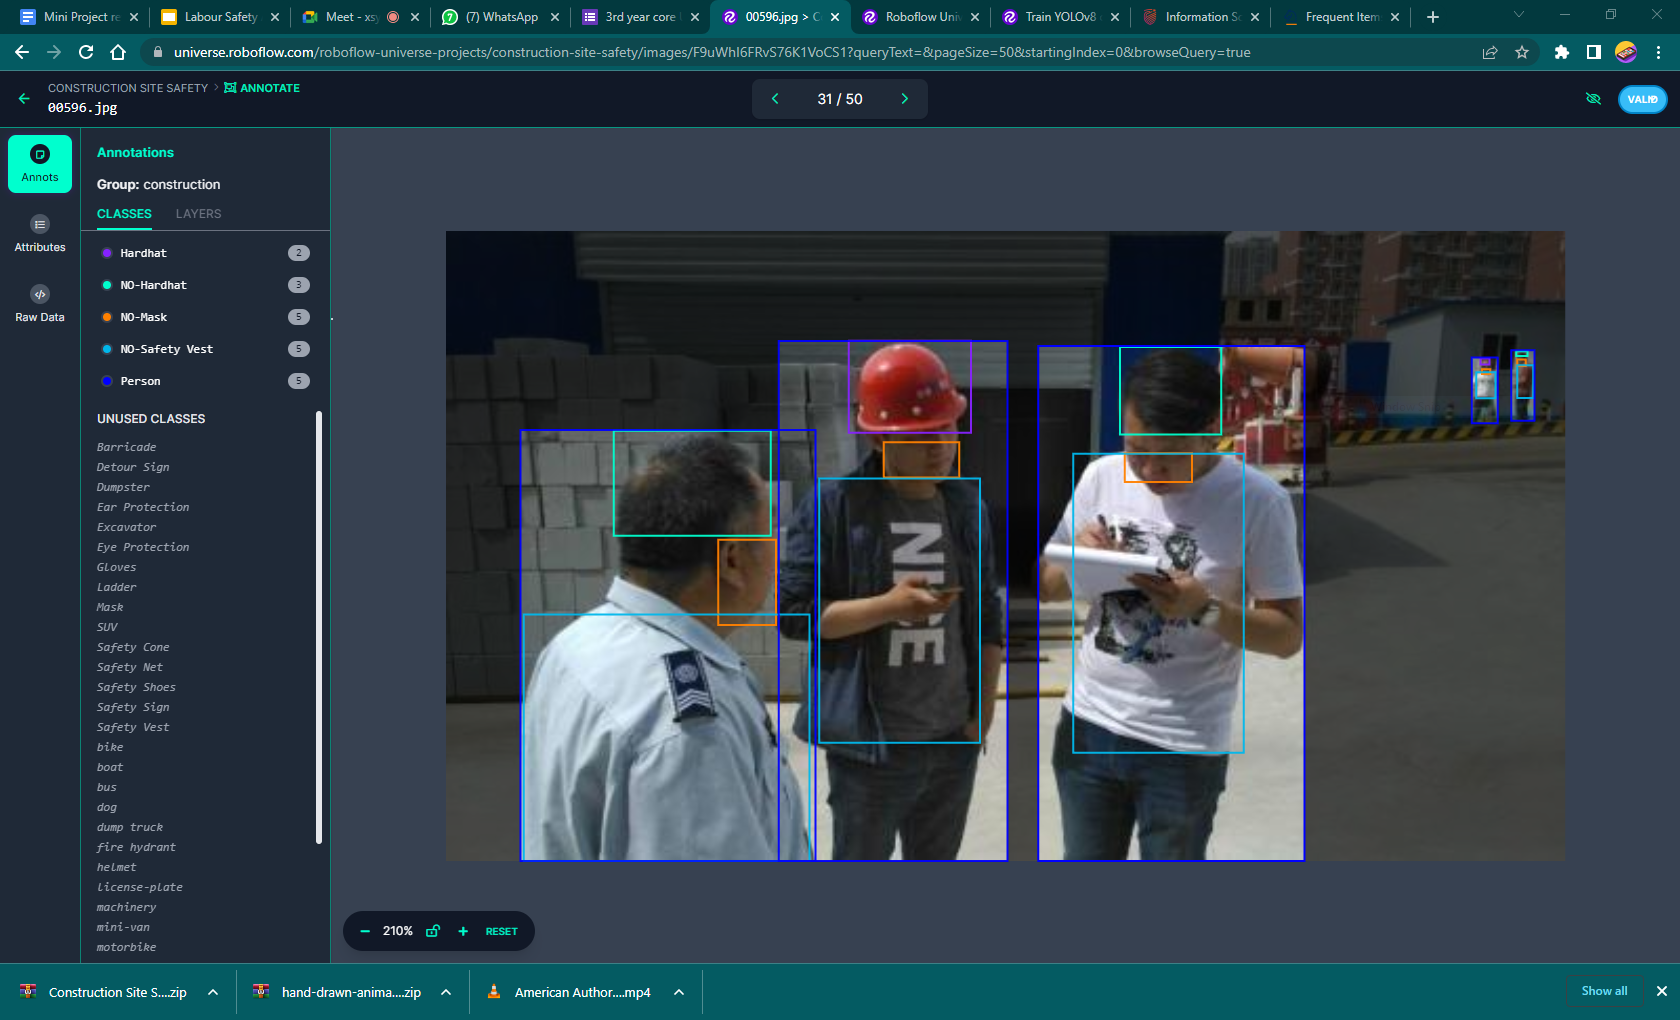 Mini Project re
Labour Safety
Meet - xsy
(7) WhatsApp
3rd year core
00596.jpg > C
Roboflow Univ
Train YOLOv8
Information Sc
Frequent Item
universe.roboflow.com/roboflow-universe-projects/construction-site-safety/images/F9uWhI6FRvS76K1VoCS1?queryText=&pageSize=50&startingIndex=0&browseQuery=true
CONSTRUCTION SITE SAFETY > ANNOTATE
00596.jpg
31 / 50
VALID
Annots
Attributes
Raw Data
Annotations
Group: construction
CLASSES LAYERS
Hardhat 2
NO-Hardhat 3
NO-Mask 5
NO-Safety Vest 5
Person 5
UNUSED CLASSES
Barricade
Detour Sign
Dumpster
Ear Protection
Excavator
Eye Protection
Gloves
Ladder
Mask
SUV
Safety Cone
Safety Net
Safety Shoes
Safety Sign
Safety Vest
bike
boat
bus
dog
dump truck
fire hydrant
helmet
license-plate
machinery
mini-van
motorbike
210%
RESET
Construction Site S....zip
hand-drawn-anima....zip
American Author....mp4
Show all